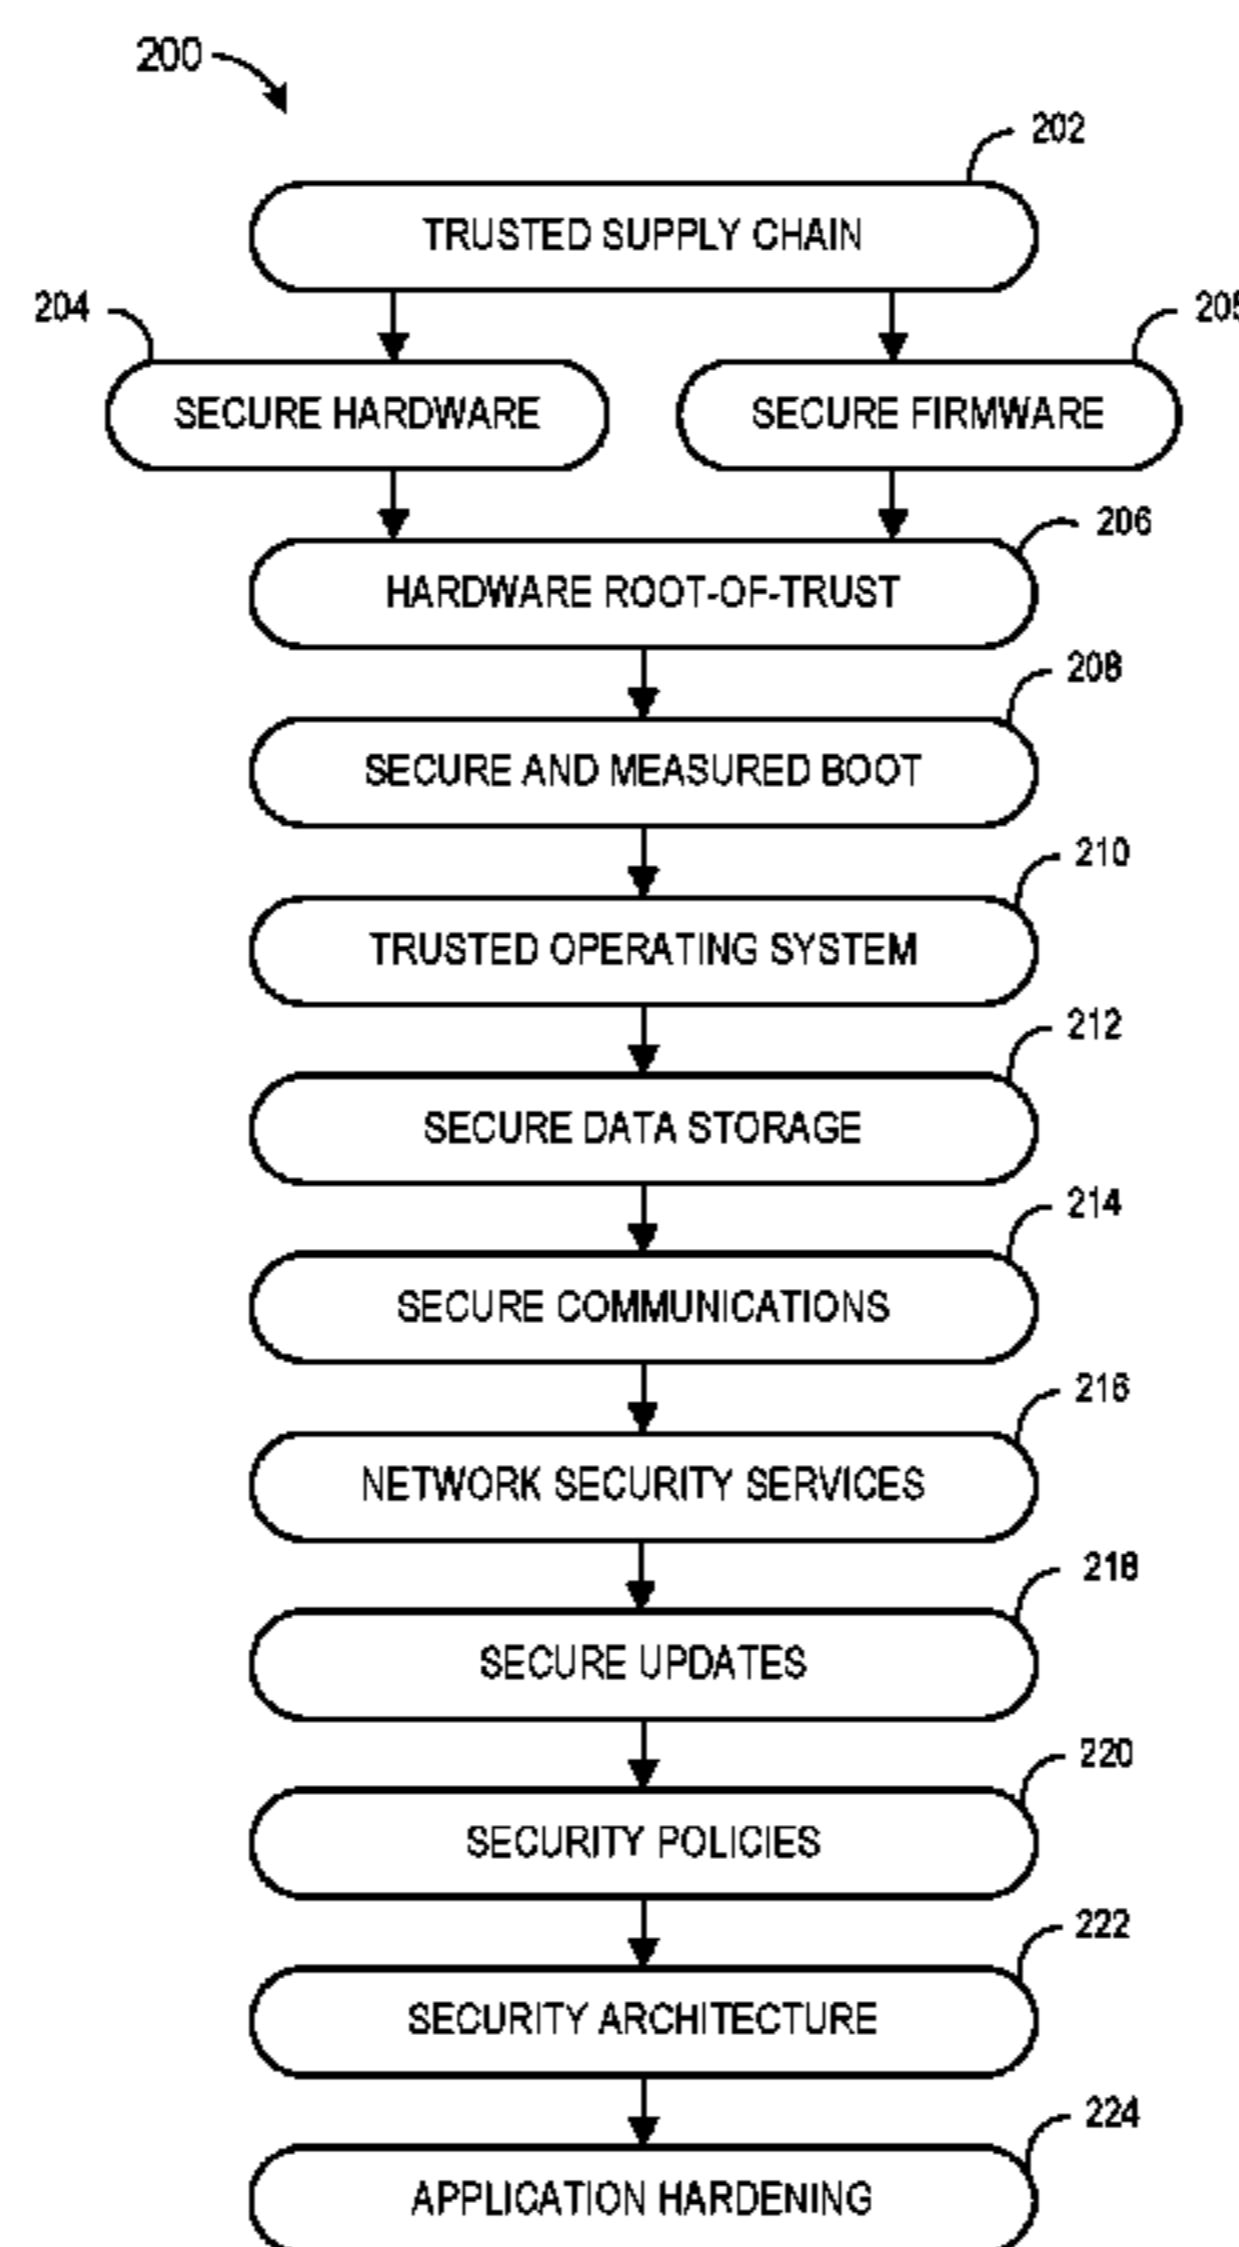 200
202
TRUSTED SUPPLY CHAIN
204
205
SECURE HARDWARE
SECURE FIRMWARE
206
HARDWARE ROOT-OF-TRUST
208
SECURE AND MEASURED BOOT
210
TRUSTED OPERATING SYSTEM
212
SECURE DATA STORAGE
214
SECURE COMMUNICATIONS
216
NETWORK SECURITY SERVICES
218
SECURE UPDATES
220
SECURITY POLICIES
222
SECURITY ARCHITECTURE
224
APPLICATION HARDENING